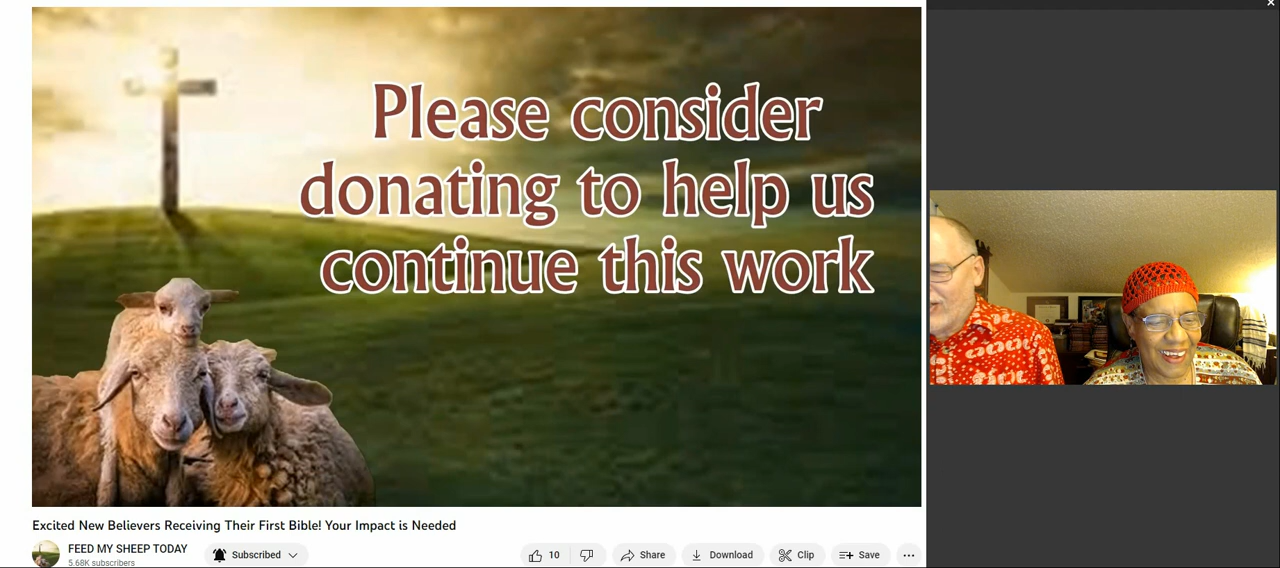 Please consider
donating to help us
continue this work
Excited New Believers Receiving Their First Bible! Your Impact is Needed
FEED MY SHEEP TODAY
5.68K subscribers
Subscribed
10
Share
Download
Clip
Save